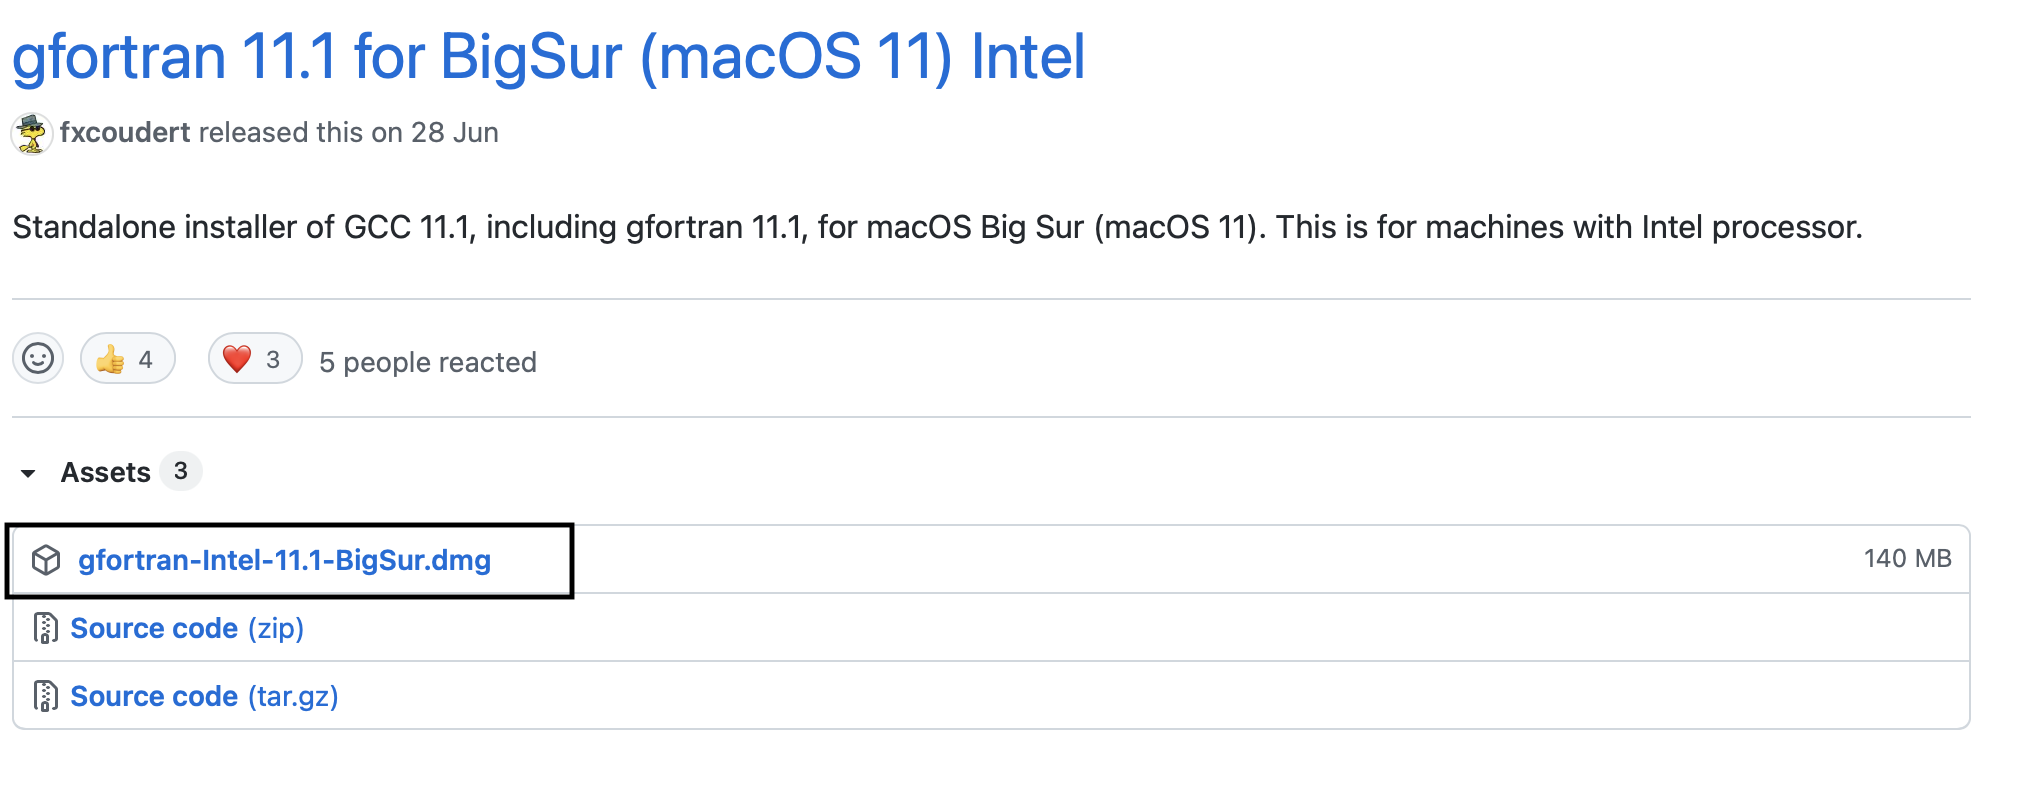 gfortran 11.1 for BigSur (macOS 11) Intel
fxcoudert released this on 28 Jun
Standalone installer of GCC 11.1, including gfortran 11.1, for macOS Big Sur (macOS 11). This is for machines with Intel processor.
👍 4 ❤️ 3 5 people reacted
Assets 3
gfortran-Intel-11.1-BigSur.dmg 140 MB
Source code (zip)
Source code (tar.gz)